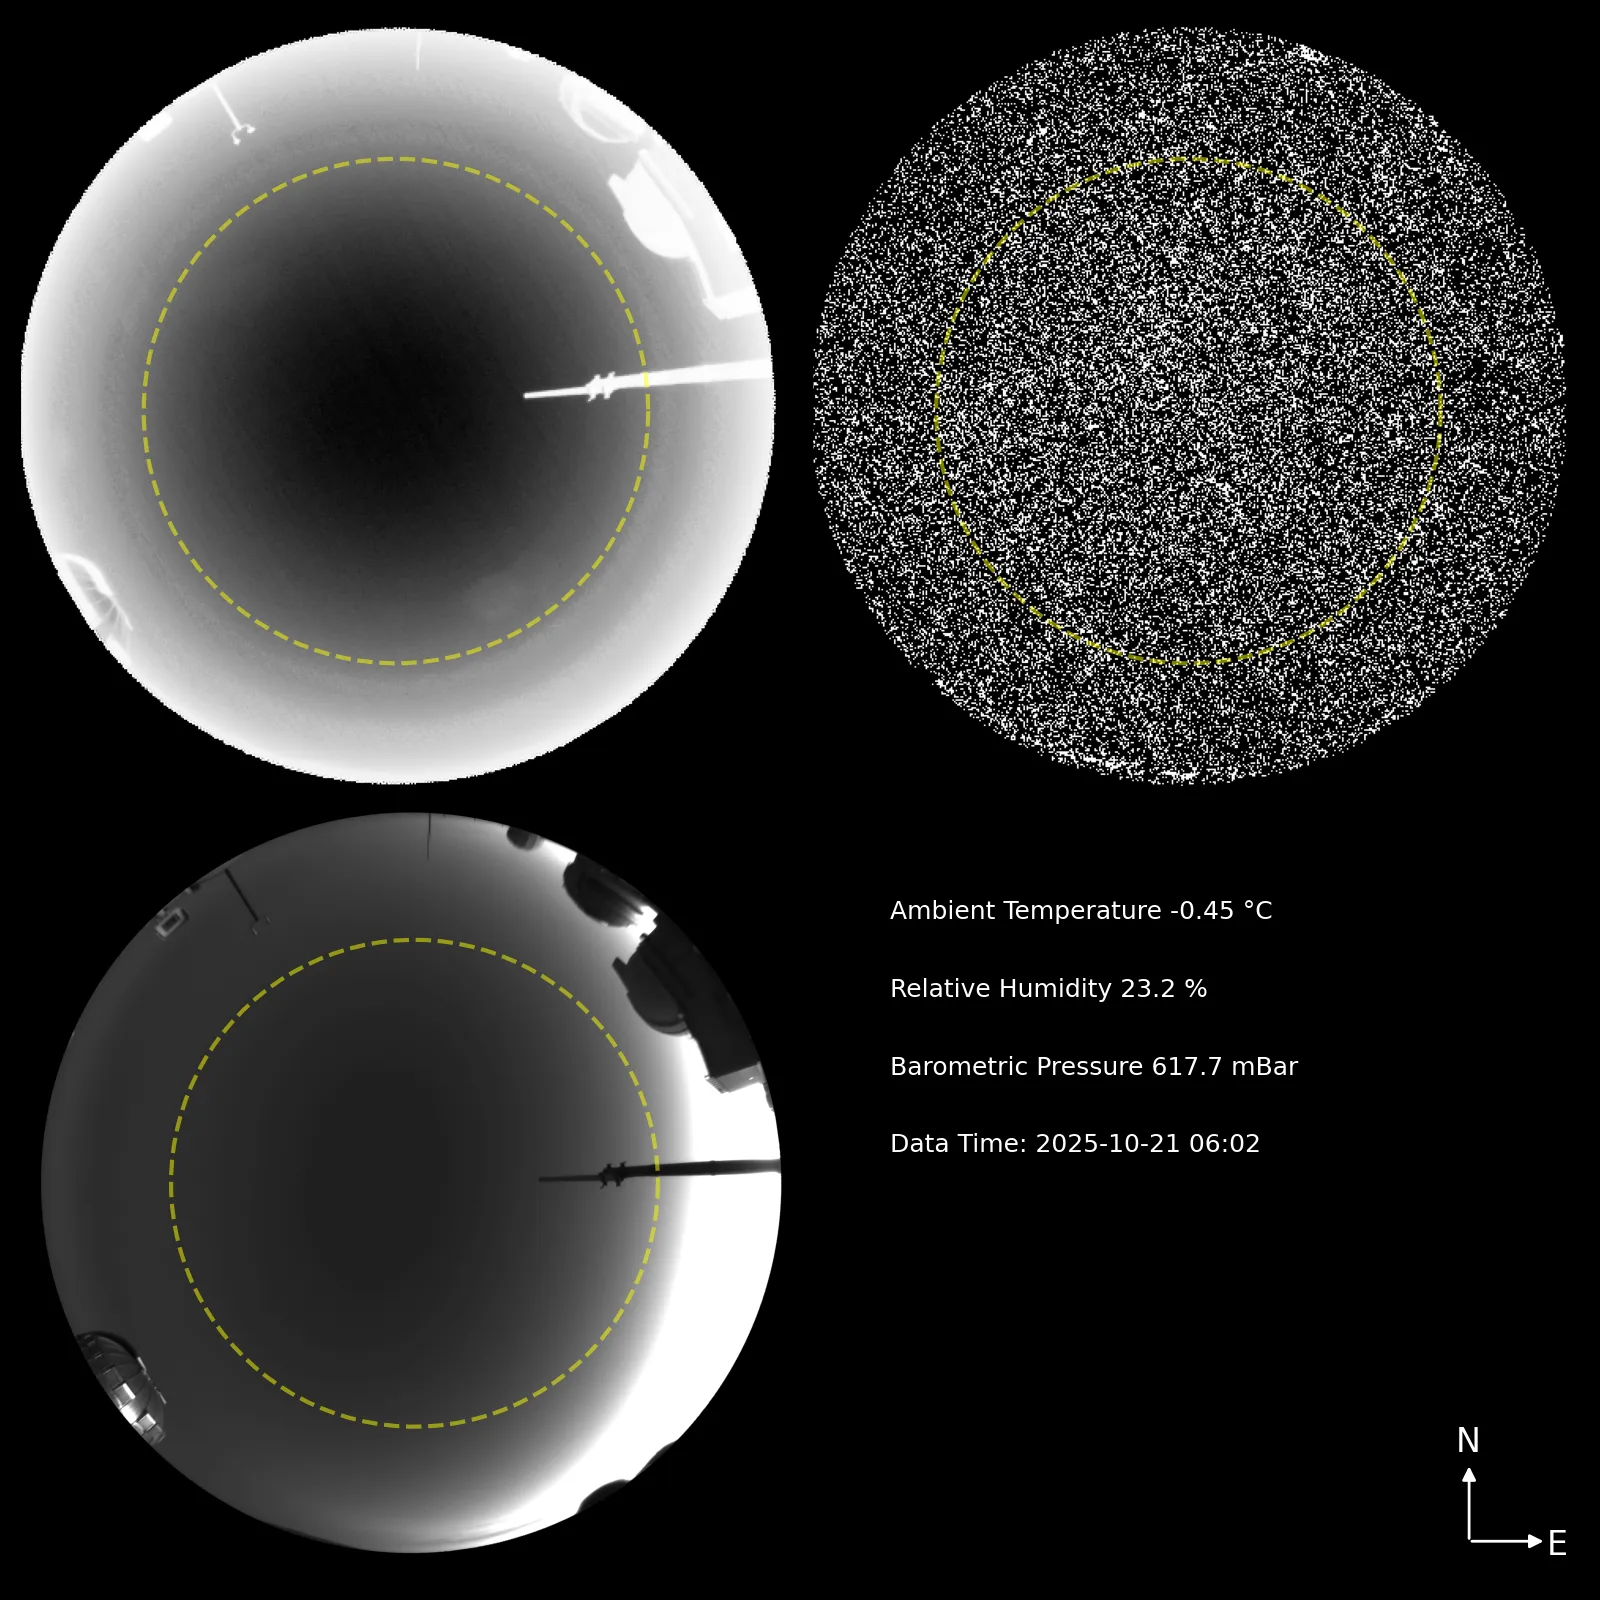 Ambient Temperature -0.45 °C
Relative Humidity 23.2 %
Barometric Pressure 617.7 mBar
Data Time: 2025-10-21 06:02
N
E